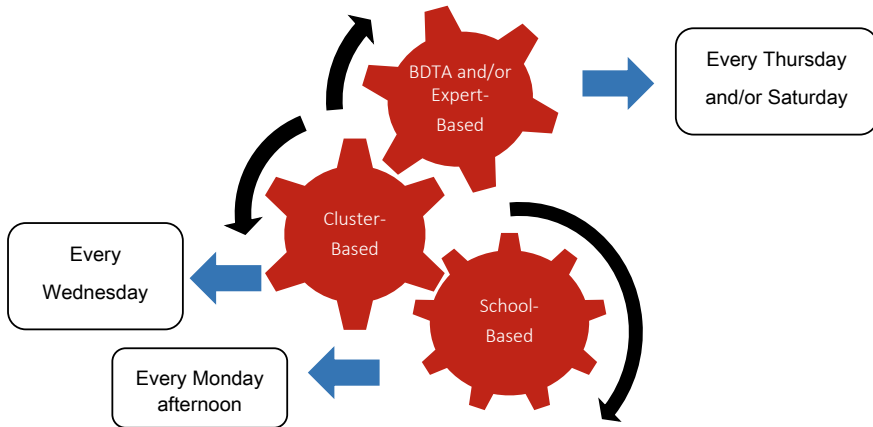 BDTA and/or
Expert-
Based
Every Thursday
and/or Saturday
Cluster-
Based
Every
Wednesday
School-
Based
Every Monday
afternoon